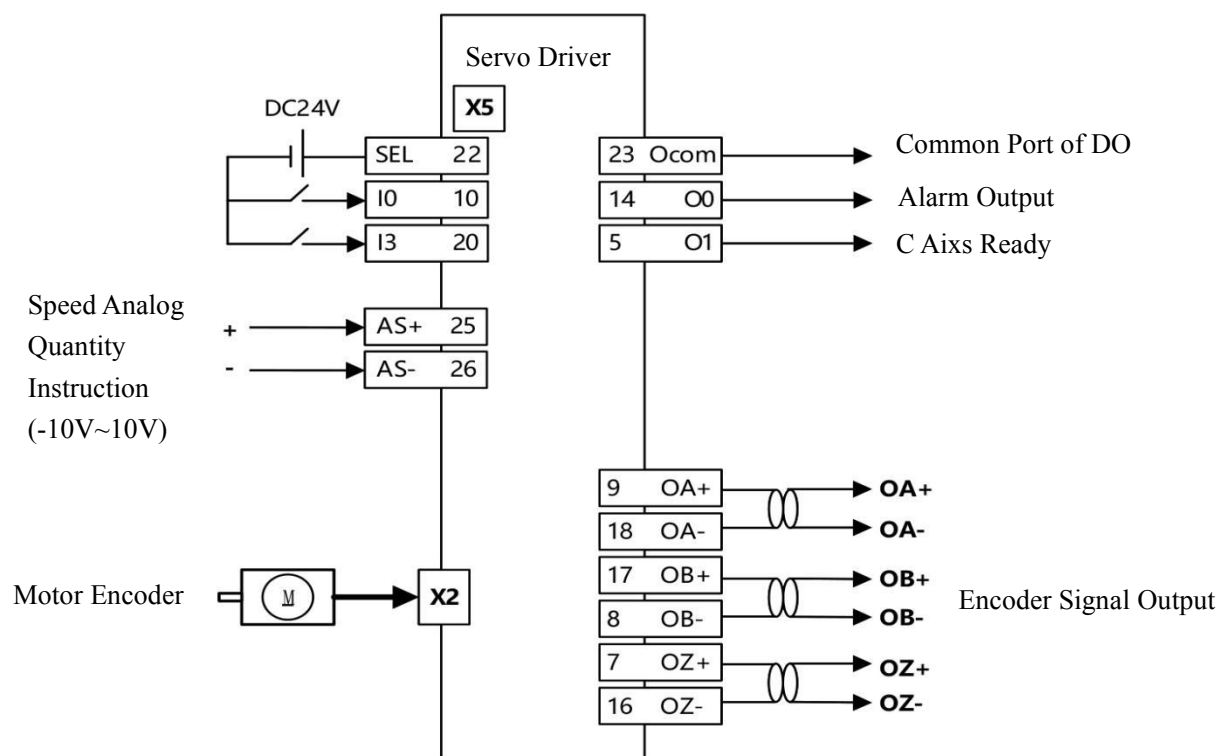 Servo Driver
X5
DC24V
SEL 22
I0 10
I3 20
23 Ocom
14 O0
5 O1
Common Port of DO
Alarm Output
C Aixs Ready
Speed Analog
Quantity
Instruction
(-10V~10V)
+
-
AS+ 25
AS- 26
9 OA+
18 OA-
17 OB+
8 OB-
7 OZ+
16 OZ-
OA+
OA-
OB+
OB-
OZ+
OZ-
Encoder Signal Output
Motor Encoder
M
X2